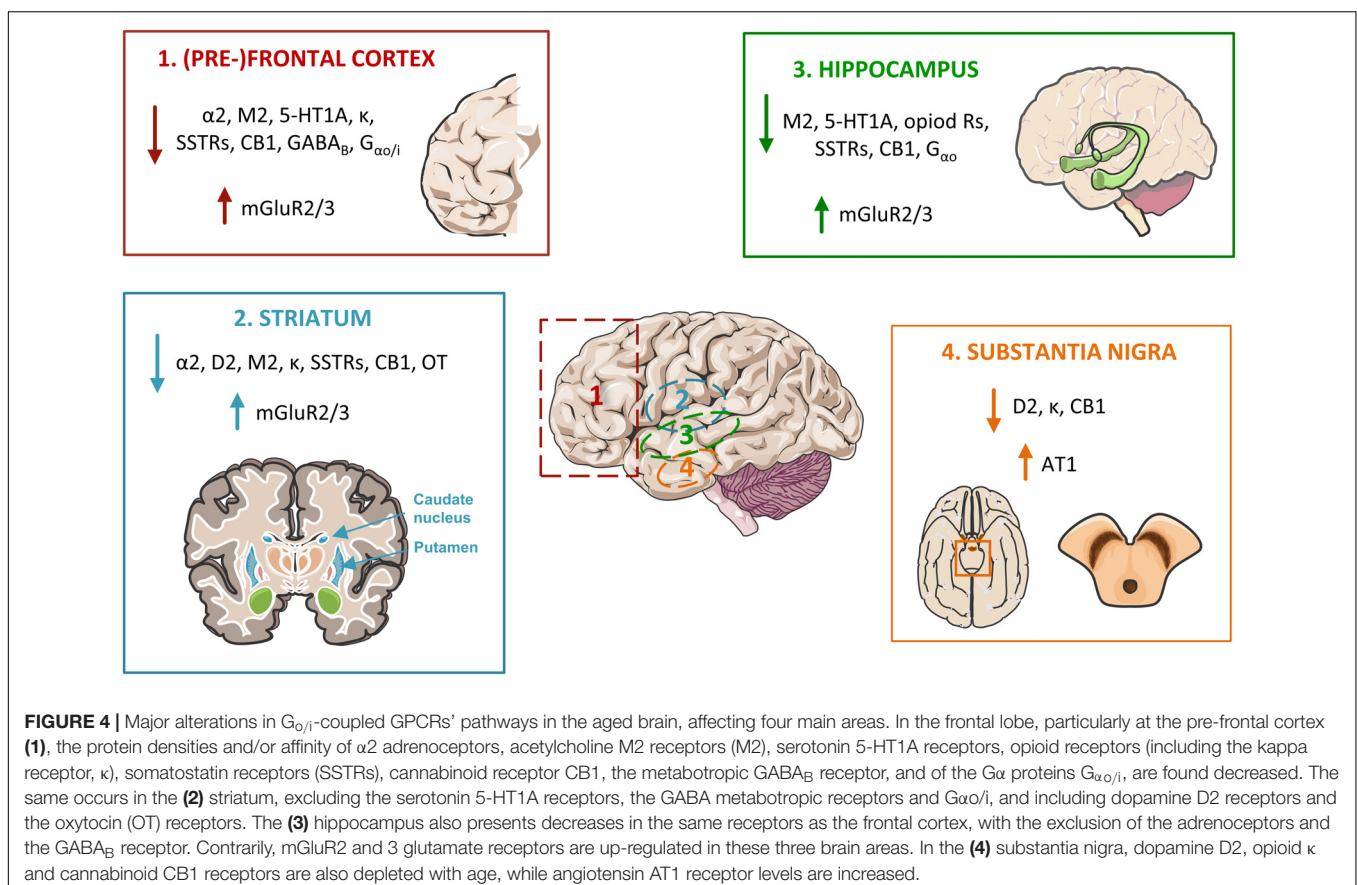 1. (PRE-)FRONTAL CORTEX
α2, M2, 5-HT1A, κ,
SSTRs, CB1, GABA_B, G_αo/i
mGluR2/3
3. HIPPOCAMPUS
M2, 5-HT1A, opiod Rs,
SSTRs, CB1, G_αo
mGluR2/3
2. STRIATUM
α2, D2, M2, κ, SSTRs, CB1, OT
mGluR2/3
Caudate
nucleus
Putamen
1
2
3
4
4. SUBSTANTIA NIGRA
D2, κ, CB1
AT1
FIGURE 4 | Major alterations in G_o/i-coupled GPCRs' pathways in the aged brain, affecting four main areas. In the frontal lobe, particularly at the pre-frontal cortex
(1), the protein densities and/or affinity of α2 adrenoceptors, acetylcholine M2 receptors (M2), serotonin 5-HT1A receptors, opioid receptors (including the kappa
receptor, κ), somatostatin receptors (SSTRs), cannabinoid receptor CB1, the metabotropic GABA_B receptor, and of the Gα proteins G_αo/i, are found decreased. The
same occurs in the (2) striatum, excluding the serotonin 5-HT1A receptors, the GABA metabotropic receptors and Gαo/i, and including dopamine D2 receptors and
the oxytocin (OT) receptors. The (3) hippocampus also presents decreases in the same receptors as the frontal cortex, with the exclusion of the adrenoceptors and
the GABA_B receptor. Contrarily, mGluR2 and 3 glutamate receptors are up-regulated in these three brain areas. In the (4) substantia nigra, dopamine D2, opioid κ
and cannabinoid CB1 receptors are also depleted with age, while angiotensin AT1 receptor levels are increased.